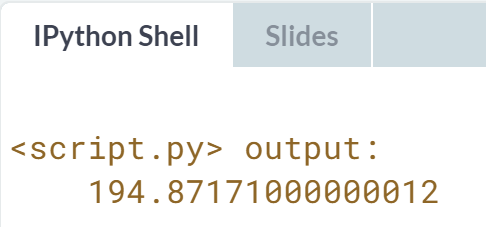 IPython Shell
Slides
<script.py> output:
194.87171000000012